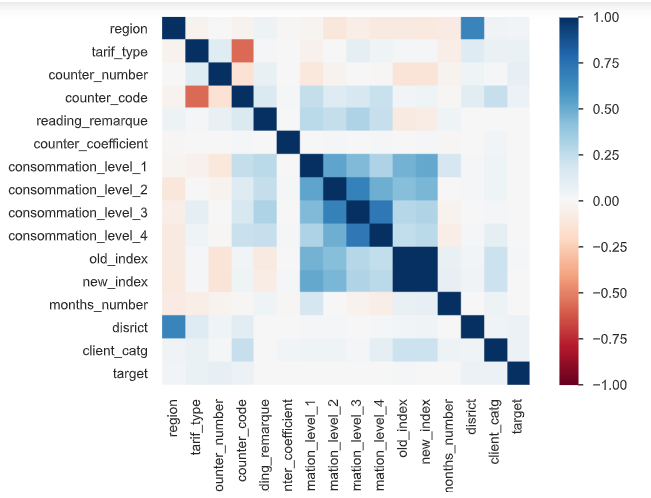 region
tarif_type
counter_number
counter_code
reading_remarque
counter_coefficient
consommation_level_1
consommation_level_2
consommation_level_3
consommation_level_4
old_index
new_index
months_number
disrict
client_catg
target
1.00
0.75
0.50
0.25
0.00
−0.25
−0.50
−0.75
−1.00
region
tarif_type
ounter_number
counter_code
ding_remarque
nter_coefficient
mation_level_1
mation_level_2
mation_level_3
mation_level_4
old_index
new_index
nonths_number
disrict
client_catg
target